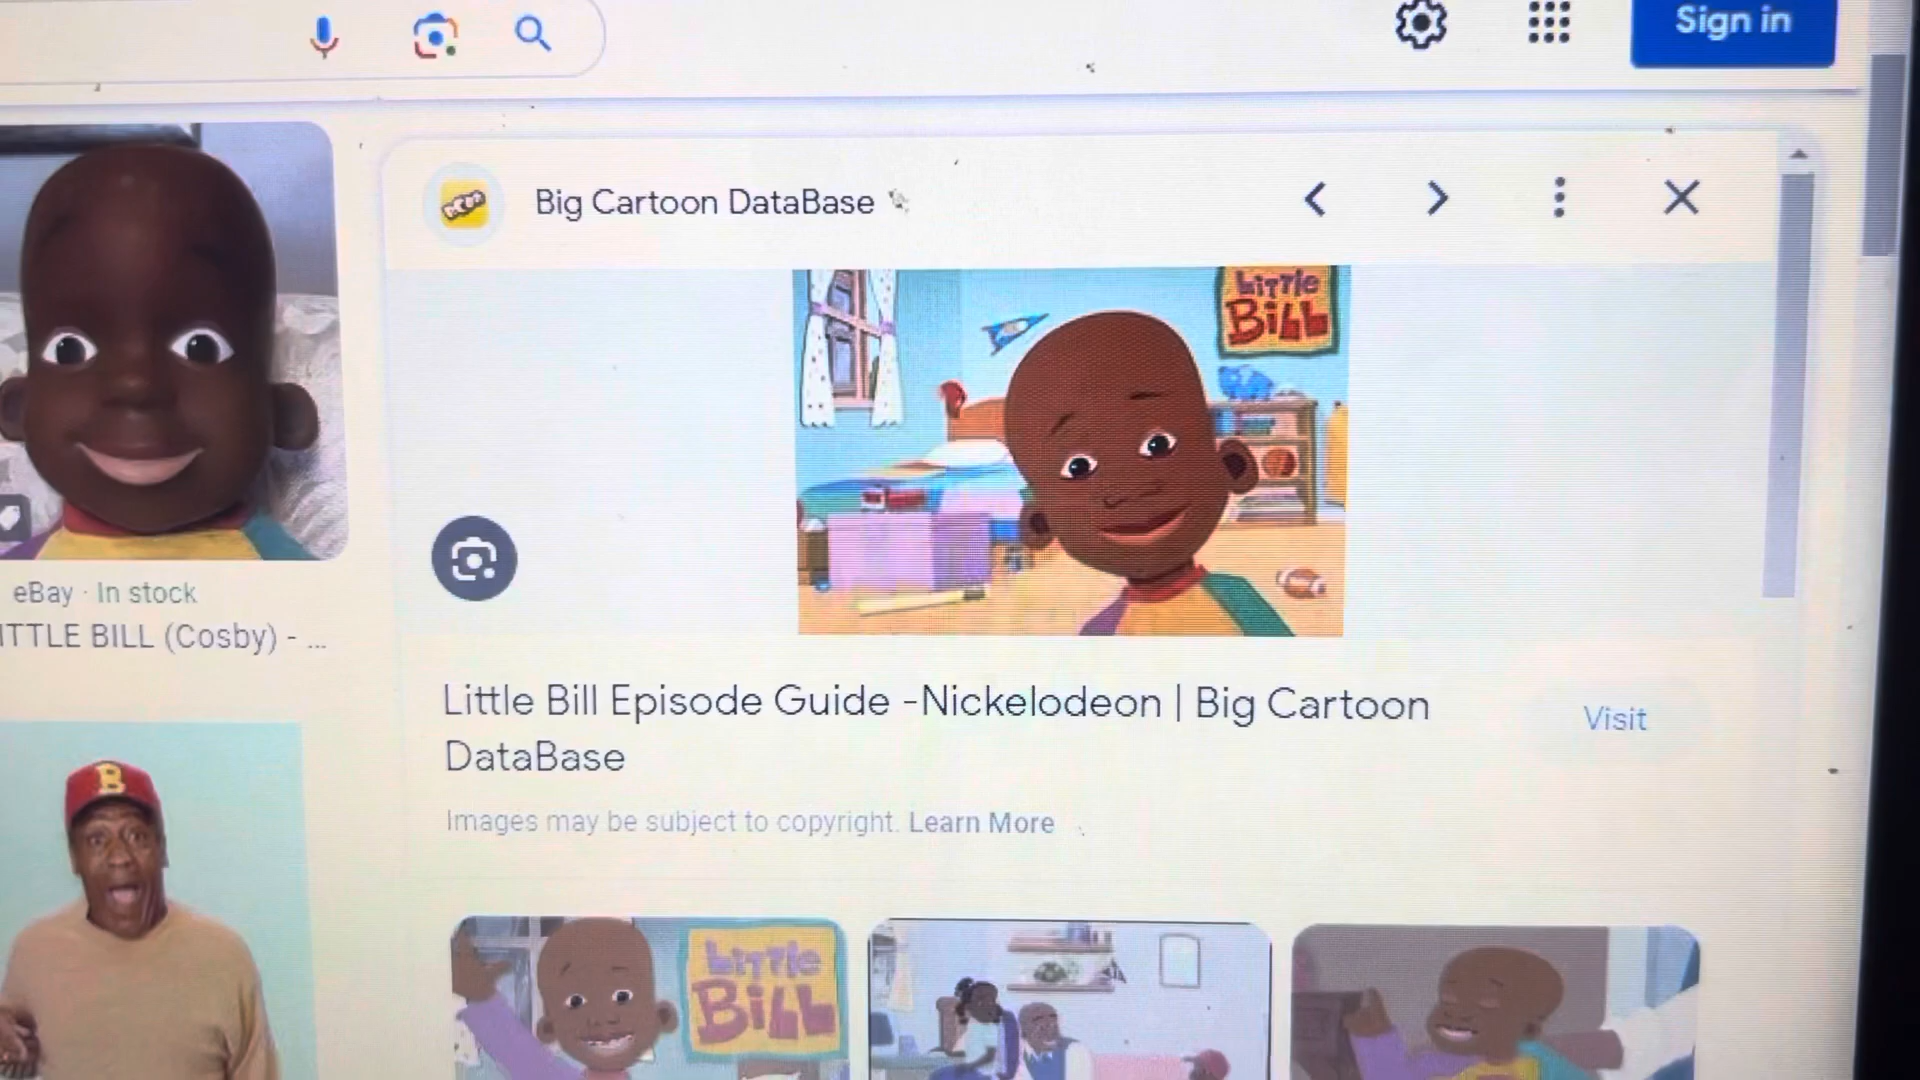 Sign in
Big Cartoon DataBase
LITTLE
BILL
eBay · In stock
ITTLE BILL (Cosby) - ...
Little Bill Episode Guide -Nickelodeon | Big Cartoon
DataBase
Visit
Images may be subject to copyright. Learn More
B
LITTLE
BILL